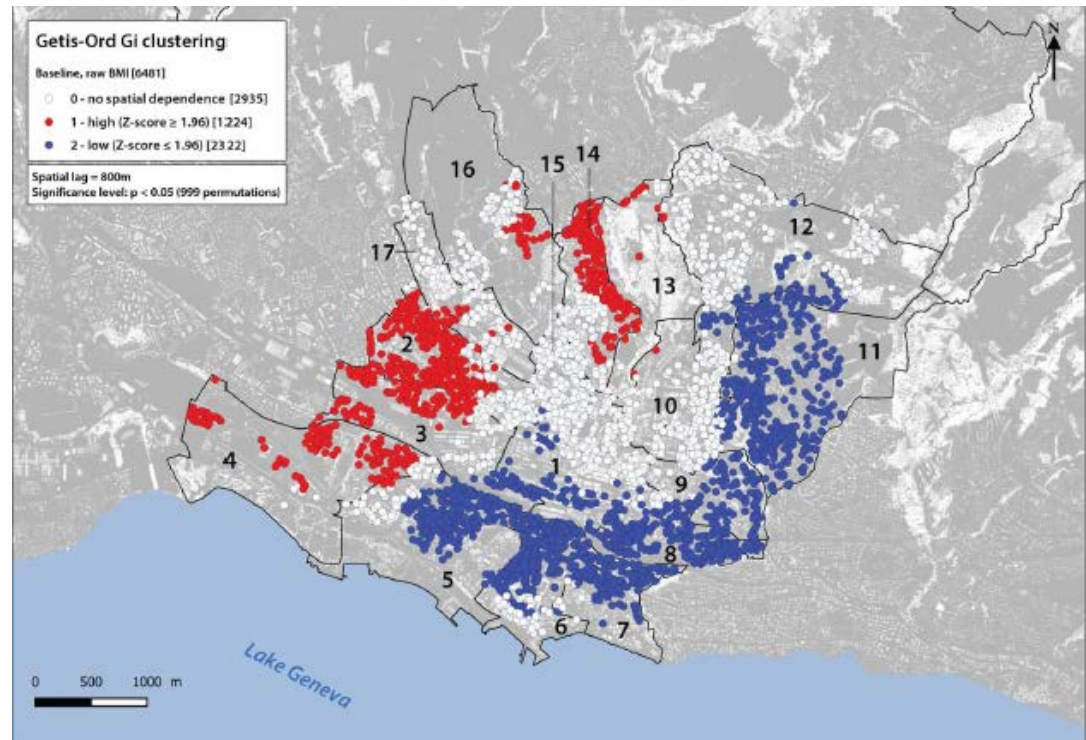 Getis-Ord Gi clustering
Baseline, raw BMI [6481]
0 - no spatial dependence [2935]
1 - high (Z-score ≥ 1.96) [1224]
2 - low (Z-score ≤ 1.96) [2322]
Spatial lag = 800m
Significance level: p < 0.05 (999 permutations)
N
14
15
16
12
17
13
2
11
10
3
4
1
9
8
5
6
7
Lake Geneva
0 500 1000 m